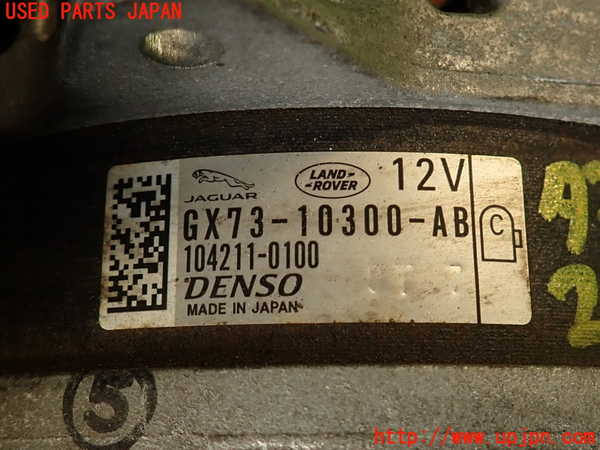 USED PARTS JAPAN
JAGUAR
LAND
ROVER
12V
GX73-10300-AB
C
104211-0100
DENSO
MADE IN JAPAN
5
http://www.upjpn.com/